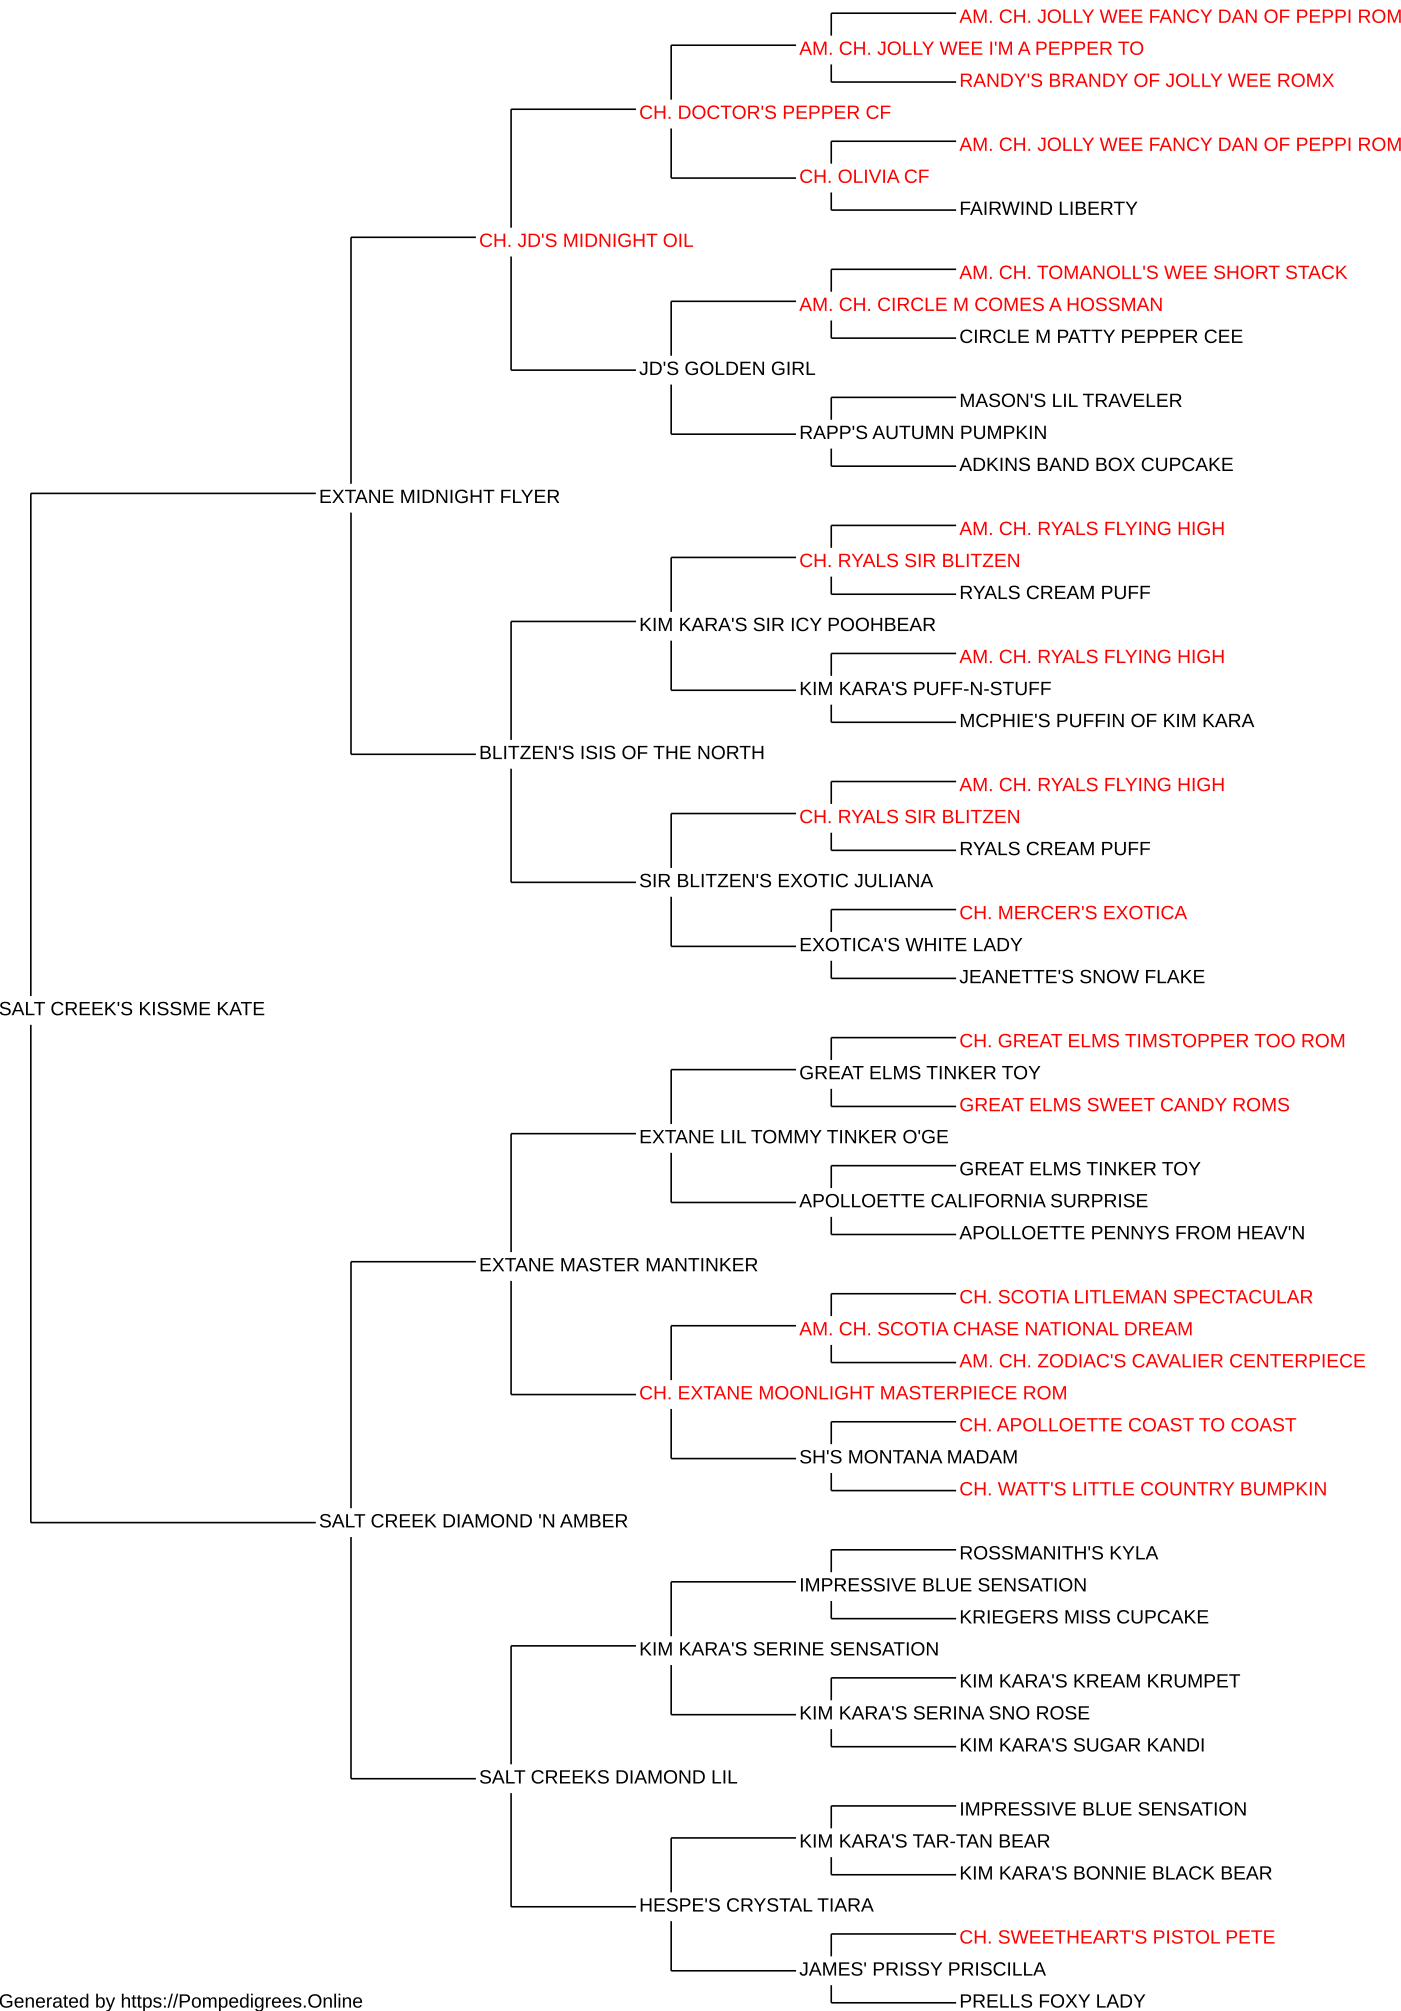 AM. CH. JOLLY WEE FANCY DAN OF PEPPI ROM
AM. CH. JOLLY WEE I'M A PEPPER TO
RANDY'S BRANDY OF JOLLY WEE ROMX
CH. DOCTOR'S PEPPER CF
AM. CH. JOLLY WEE FANCY DAN OF PEPPI ROM
CH. OLIVIA CF
FAIRWIND LIBERTY
CH. JD'S MIDNIGHT OIL
AM. CH. TOMANOLL'S WEE SHORT STACK
AM. CH. CIRCLE M COMES A HOSSMAN
CIRCLE M PATTY PEPPER CEE
JD'S GOLDEN GIRL
MASON'S LIL TRAVELER
RAPP'S AUTUMN PUMPKIN
ADKINS BAND BOX CUPCAKE
EXTANE MIDNIGHT FLYER
AM. CH. RYALS FLYING HIGH
CH. RYALS SIR BLITZEN
RYALS CREAM PUFF
KIM KARA'S SIR ICY POOHBEAR
AM. CH. RYALS FLYING HIGH
KIM KARA'S PUFF-N-STUFF
MCPHIE'S PUFFIN OF KIM KARA
BLITZEN'S ISIS OF THE NORTH
AM. CH. RYALS FLYING HIGH
CH. RYALS SIR BLITZEN
RYALS CREAM PUFF
SIR BLITZEN'S EXOTIC JULIANA
CH. MERCER'S EXOTICA
EXOTICA'S WHITE LADY
JEANETTE'S SNOW FLAKE
SALT CREEK'S KISSME KATE
CH. GREAT ELMS TIMSTOPPER TOO ROM
GREAT ELMS TINKER TOY
GREAT ELMS SWEET CANDY ROMS
EXTANE LIL TOMMY TINKER O'GE
GREAT ELMS TINKER TOY
APOLLOETTE CALIFORNIA SURPRISE
APOLLOETTE PENNYS FROM HEAV'N
EXTANE MASTER MANTINKER
CH. SCOTIA LITLEMAN SPECTACULAR
AM. CH. SCOTIA CHASE NATIONAL DREAM
AM. CH. ZODIAC'S CAVALIER CENTERPIECE
CH. EXTANE MOONLIGHT MASTERPIECE ROM
CH. APOLLOETTE COAST TO COAST
SH'S MONTANA MADAM
CH. WATT'S LITTLE COUNTRY BUMPKIN
SALT CREEK DIAMOND 'N AMBER
ROSSMANITH'S KYLA
IMPRESSIVE BLUE SENSATION
KRIEGERS MISS CUPCAKE
KIM KARA'S SERINE SENSATION
KIM KARA'S KREAM KRUMPET
KIM KARA'S SERINA SNO ROSE
KIM KARA'S SUGAR KANDI
SALT CREEKS DIAMOND LIL
IMPRESSIVE BLUE SENSATION
KIM KARA'S TAR-TAN BEAR
KIM KARA'S BONNIE BLACK BEAR
HESPE'S CRYSTAL TIARA
CH. SWEETHEART'S PISTOL PETE
JAMES' PRISSY PRISCILLA
PRELLS FOXY LADY
Generated by https://Pompedigrees.Online